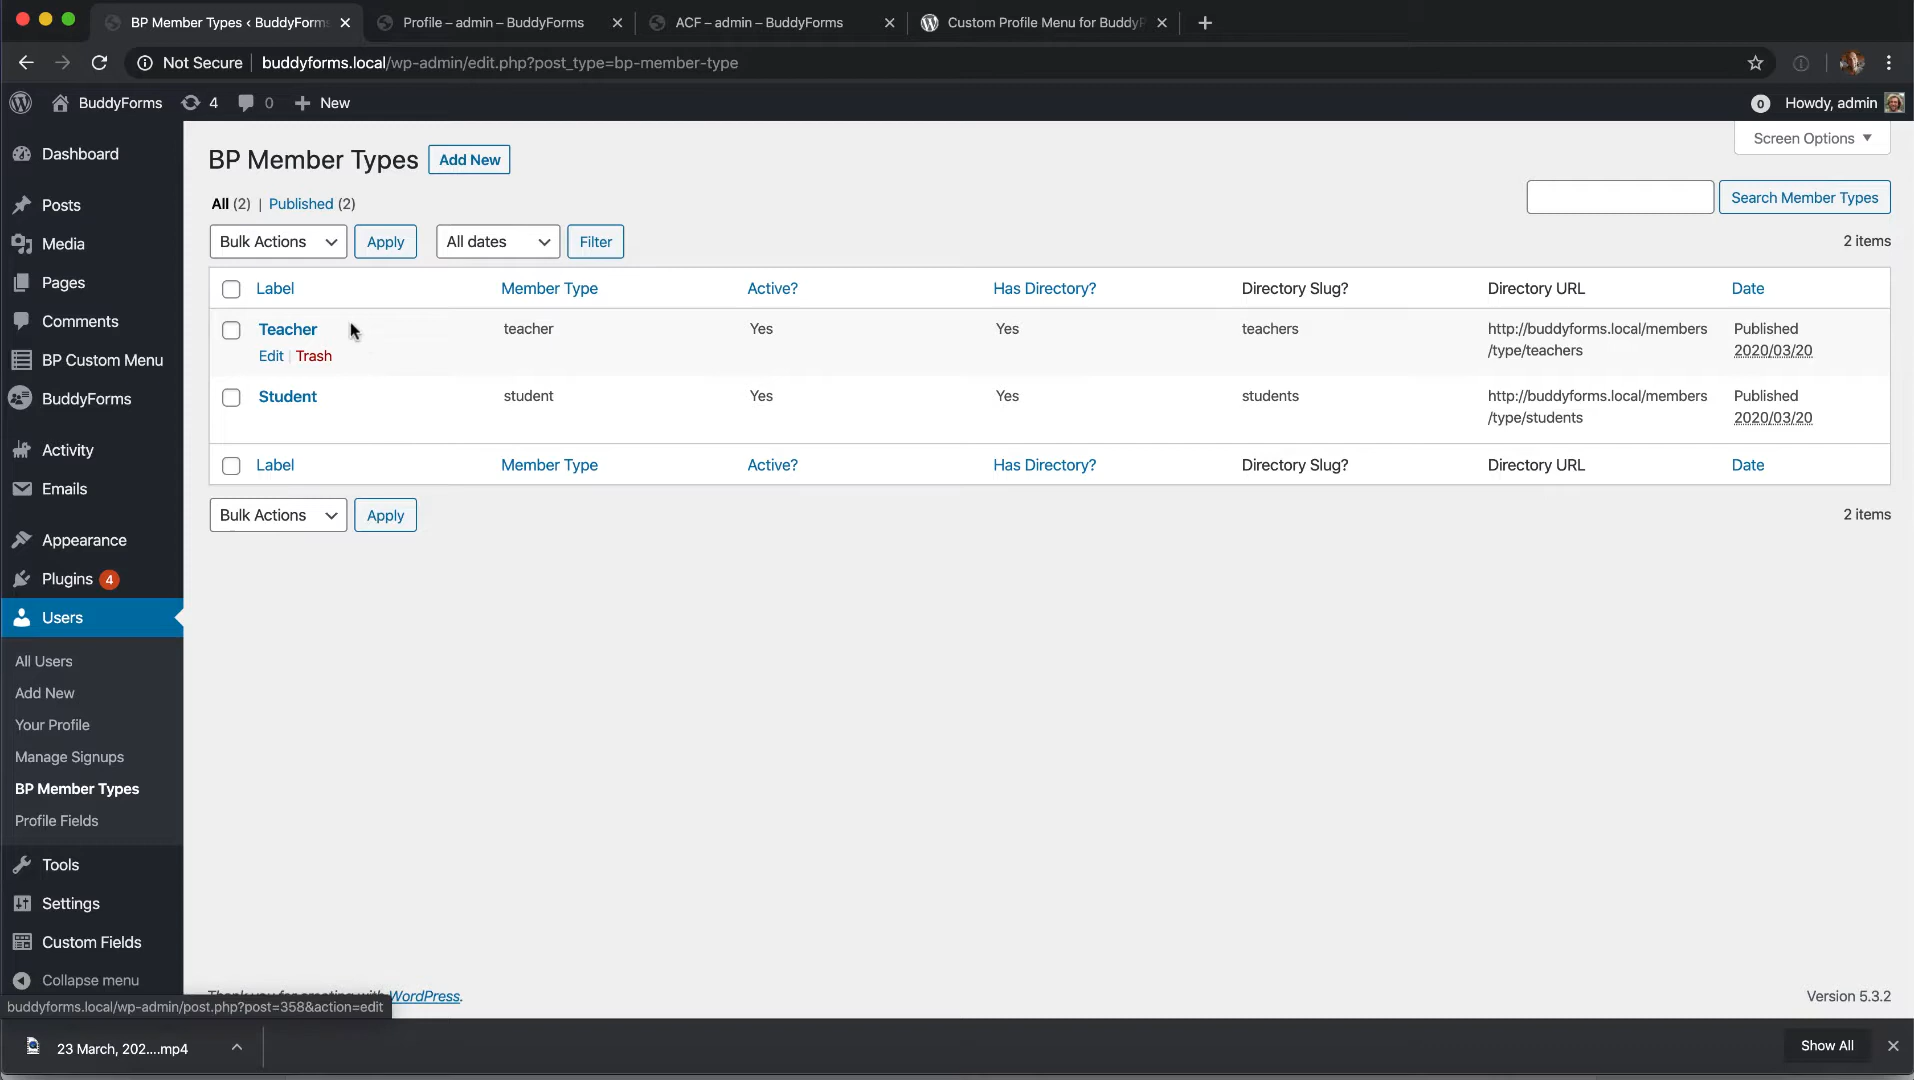 BP Member Types ‹ BuddyForms
Profile – admin – BuddyForms
ACF – admin – BuddyForms
Custom Profile Menu for BuddyP
Not Secure
buddyforms.local/wp-admin/edit.php?post_type=bp-member-type
BuddyForms
4
0
New
0
Howdy, admin
Dashboard
Posts
Media
Pages
Comments
BP Custom Menu
BuddyForms
Activity
Emails
Appearance
Plugins 4
Users
All Users
Add New
Your Profile
Manage Signups
BP Member Types
Profile Fields
Tools
Settings
Custom Fields
Collapse menu
Screen Options
BP Member Types
Add New
All (2) | Published (2)
Search Member Types
Bulk Actions
Apply
All dates
Filter
2 items
Label Member Type Active? Has Directory? Directory Slug? Directory URL Date
Teacher teacher Yes Yes teachers http://buddyforms.local/members Published
/type/teachers 2020/03/20
Edit | Trash
Student student Yes Yes students http://buddyforms.local/members Published
/type/students 2020/03/20
Label Member Type Active? Has Directory? Directory Slug? Directory URL Date
Bulk Actions
Apply
2 items
Thank you for creating with WordPress.
Version 5.3.2
buddyforms.local/wp-admin/post.php?post=358&action=edit
23 March, 202....mp4
Show All